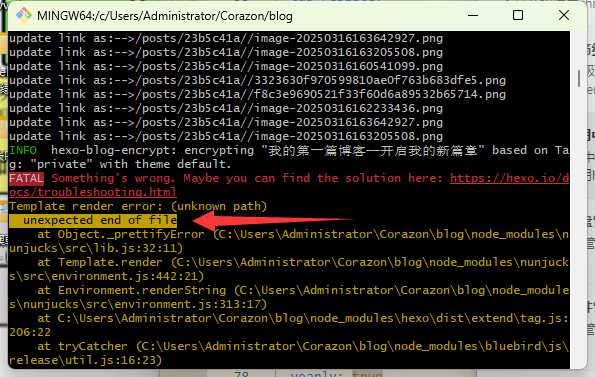 MINGW64:/c/Users/Administrator/Corazon/blog
update link as:-->/posts/23b5c41a//image-20250316163642927.png
update link as:-->/posts/23b5c41a//image-20250316163205508.png
update link as:-->/posts/23b5c41a//image-20250316160541099.png
update link as:-->/posts/23b5c41a//3323630f970599810ae0f763b683dfe5.png
update link as:-->/posts/23b5c41a//f8c3e9690521f33f60d6a89532b65714.png
update link as:-->/posts/23b5c41a//image-20250316162233436.png
update link as:-->/posts/23b5c41a//image-20250316163642927.png
update link as:-->/posts/23b5c41a//image-20250316163205508.png
INFO  hexo-blog-encrypt: encrypting "我的第一篇博客--开启我的新篇章" based on Ta
g: "private" with theme default.
FATAL Something's wrong. Maybe you can find the solution here: https://hexo.io/d
ocs/troubleshooting.html
Template render error: (unknown path)
  unexpected end of file
    at Object._prettifyError (C:\Users\Administrator\Corazon\blog\node_modules\n
unjucks\src\lib.js:32:11)
    at Template.render (C:\Users\Administrator\Corazon\blog\node_modules\nunjuck
s\src\environment.js:442:21)
    at Environment.renderString (C:\Users\Administrator\Corazon\blog\node_module
s\nunjucks\src\environment.js:313:17)
    at C:\Users\Administrator\Corazon\blog\node_modules\hexo\dist\extend\tag.js:
206:22
    at tryCatcher (C:\Users\Administrator\Corazon\blog\node_modules\bluebird\js\
release\util.js:16:23)
78 yearly: true